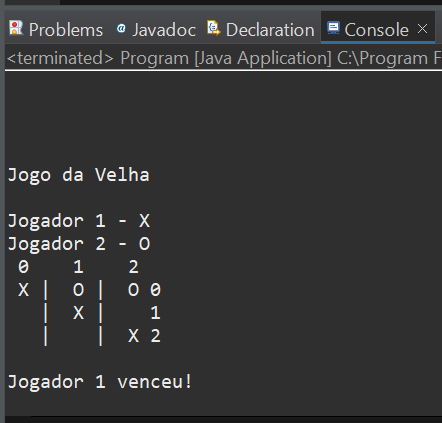 Problems @ Javadoc Declaration Console
<terminated> Program [Java Application] C:\Program F
Jogo da Velha
Jogador 1 - X
Jogador 2 - O
0 1 2
X | O | O 0
| X | 1
| | X 2
Jogador 1 venceu!